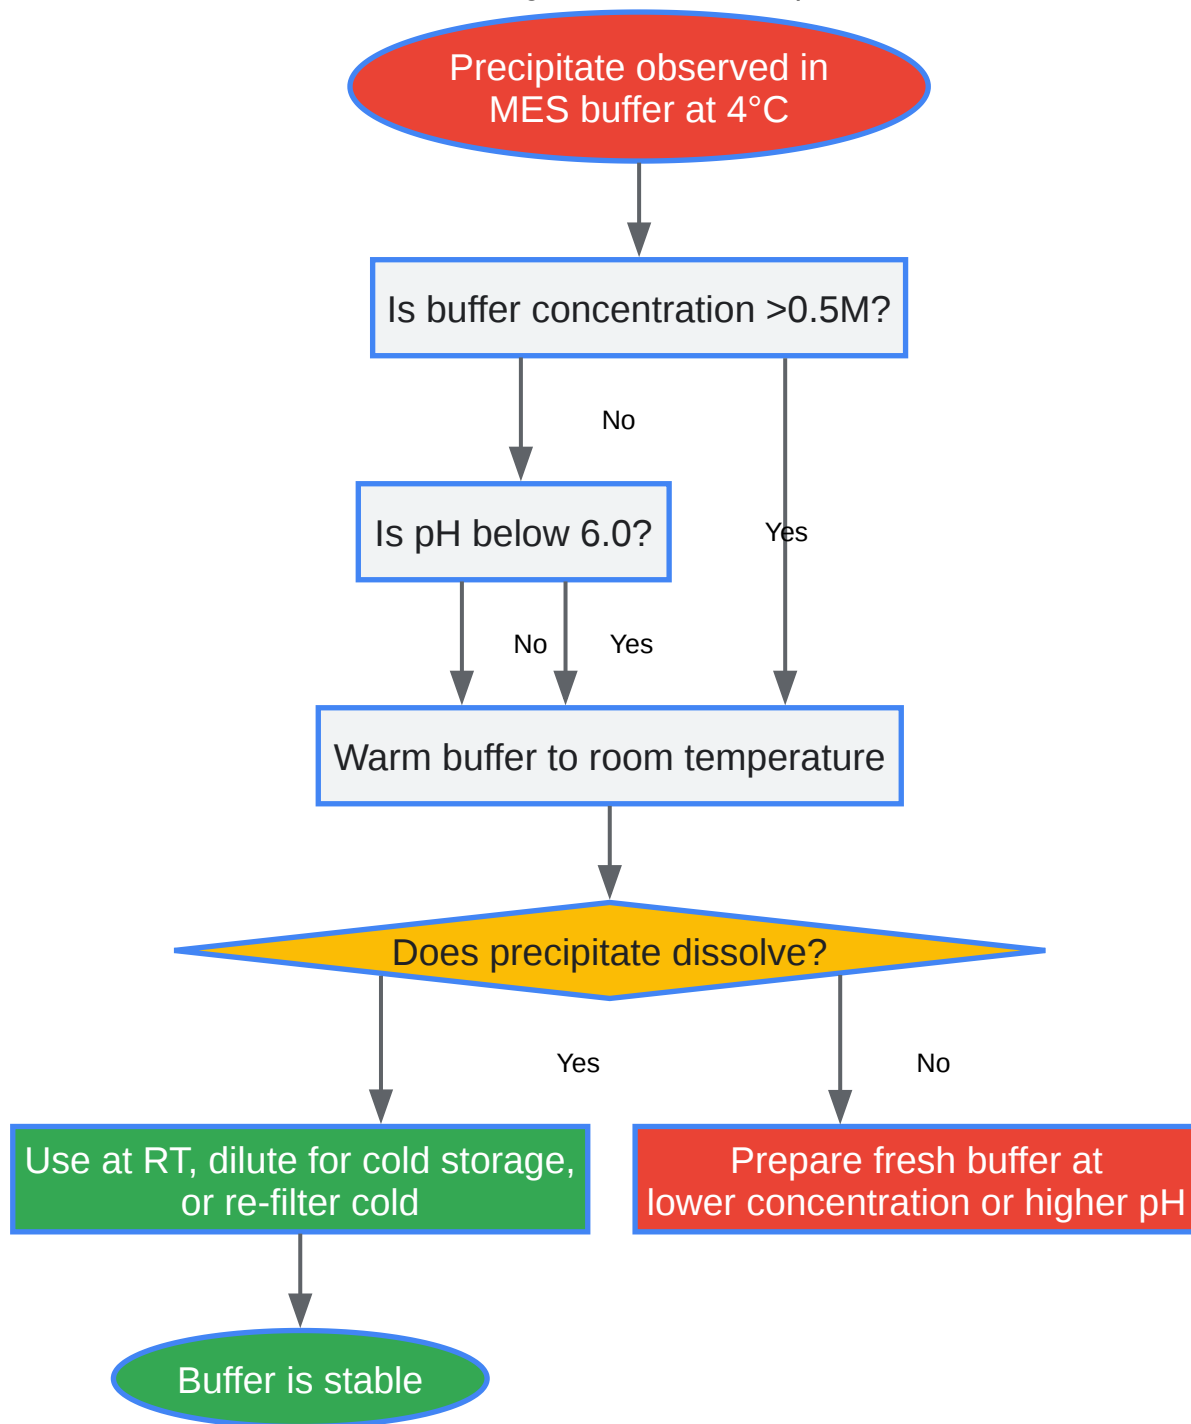 Precipitate observed in
MES buffer at 4°C
Is buffer concentration >0.5M?
No
Is pH below 6.0?
Yes
No
Yes
Warm buffer to room temperature
Does precipitate dissolve?
Yes
No
Use at RT, dilute for cold storage,
or re-filter cold
Prepare fresh buffer at
lower concentration or higher pH
Buffer is stable